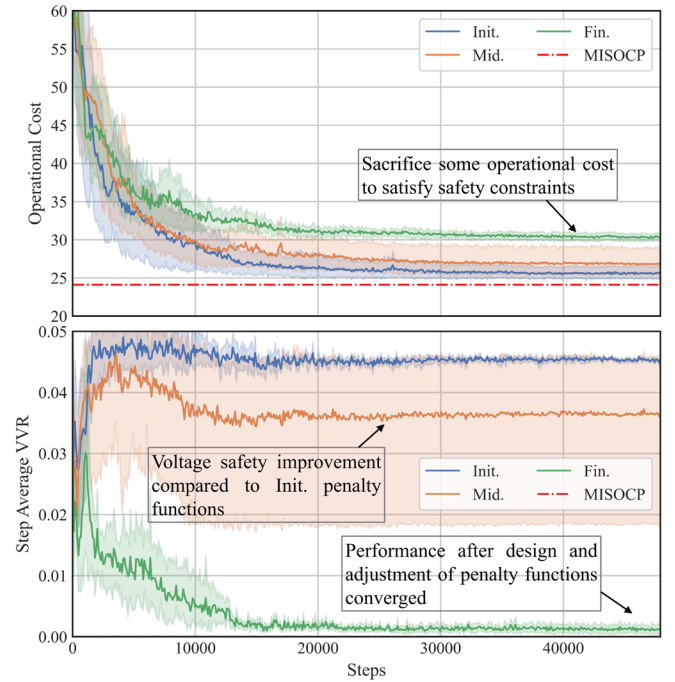 60
55
50
45
40
35
30
25
20
Operational Cost
Init.
Mid.
Fin.
MISOCP
Sacrifice some operational cost
to satisfy safety constraints
0.05
0.04
0.03
0.02
0.01
0.00
Step Average VVR
Init.
Mid.
Fin.
MISOCP
Voltage safety improvement
compared to Init. penalty
functions
Performance after design and
adjustment of penalty functions
converged
0
10000
20000
30000
40000
Steps